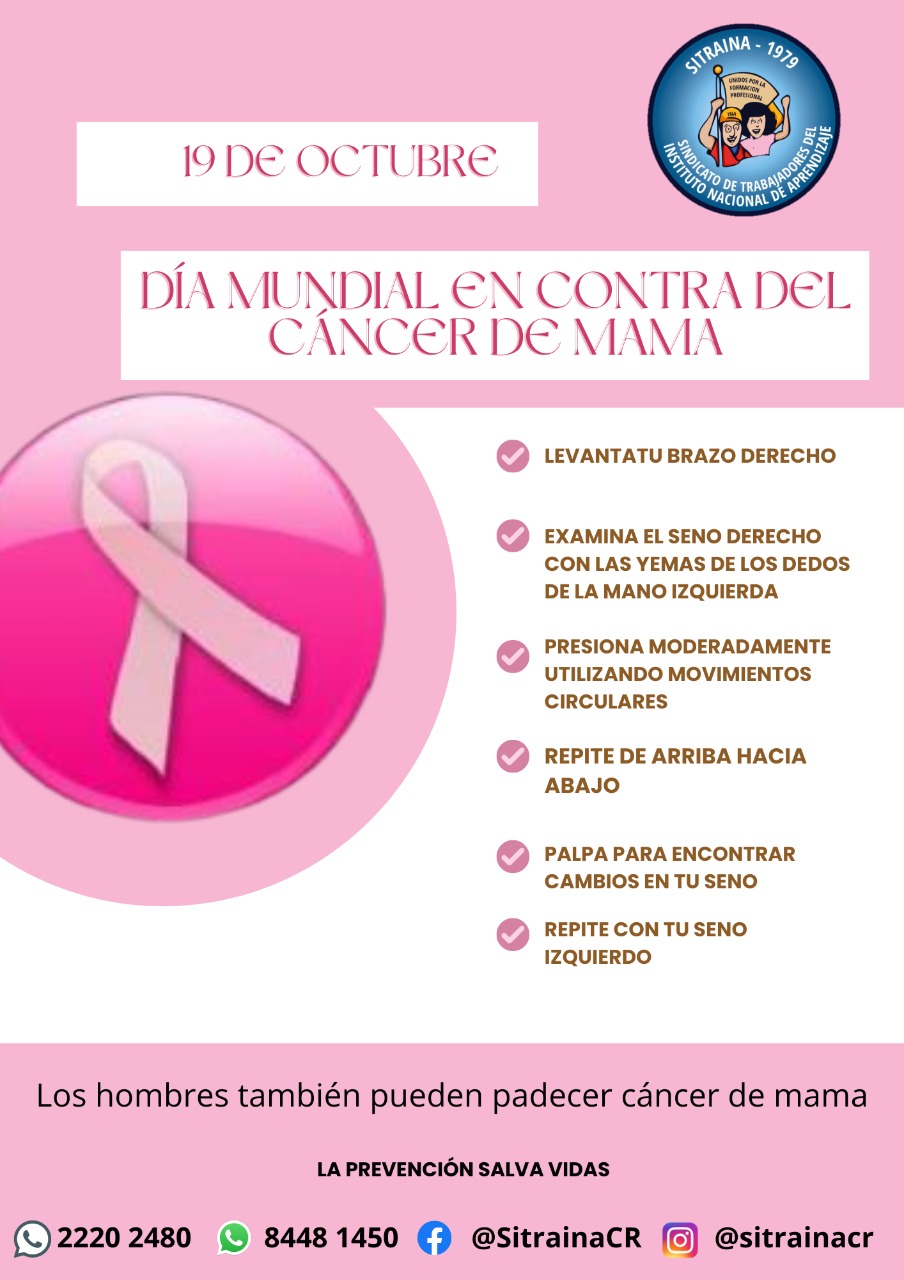 SITRAINA - 1979
UNIDOS POR LA
FORMACION
PROFESIONAL
INA
SINDICATO DE TRABAJADORES DEL
INSTITUTO NACIONAL DE APRENDIZAJE
19 DE OCTUBRE
DÍA MUNDIAL EN CONTRA DEL
CÁNCER DE MAMA
LEVANTATU BRAZO DERECHO
EXAMINA EL SENO DERECHO
CON LAS YEMAS DE LOS DEDOS
DE LA MANO IZQUIERDA
PRESIONA MODERADAMENTE
UTILIZANDO MOVIMIENTOS
CIRCULARES
REPITE DE ARRIBA HACIA
ABAJO
PALPA PARA ENCONTRAR
CAMBIOS EN TU SENO
REPITE CON TU SENO
IZQUIERDO
Los hombres también pueden padecer cáncer de mama
LA PREVENCIÓN SALVA VIDAS
2220 2480 8448 1450 @SitrainaCR @sitrainacr